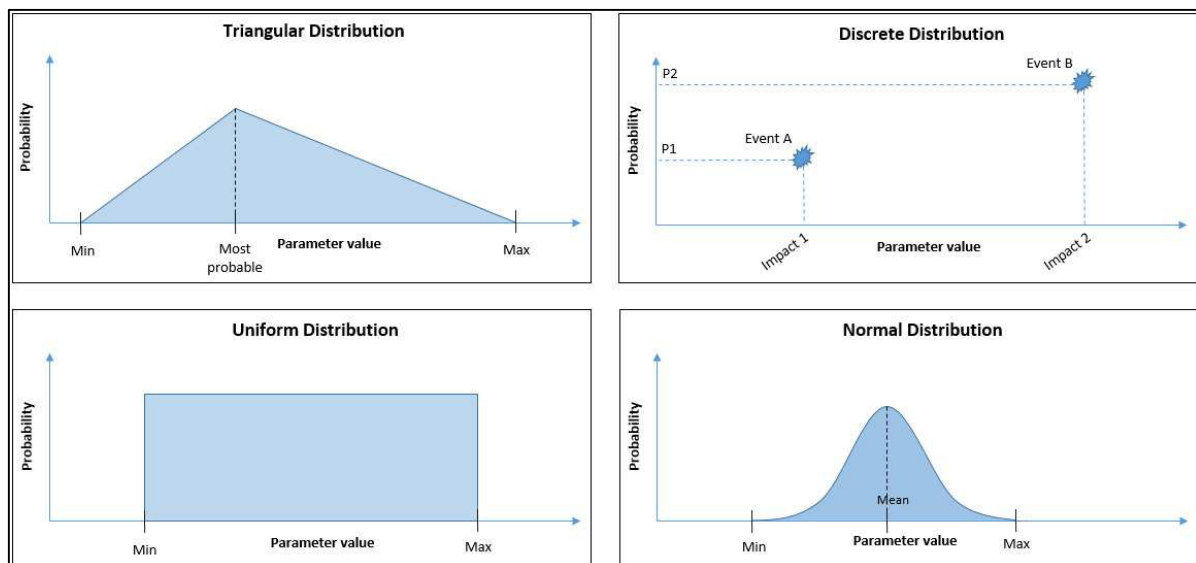 Triangular Distribution
Probability
Min
Most
probable
Parameter value
Max
Discrete Distribution
P2
Event B
P1
Event A
Probability
Impact 1
Parameter value
Impact 2
Uniform Distribution
Probability
Min
Parameter value
Max
Normal Distribution
Probability
Mean
Min
Parameter value
Max